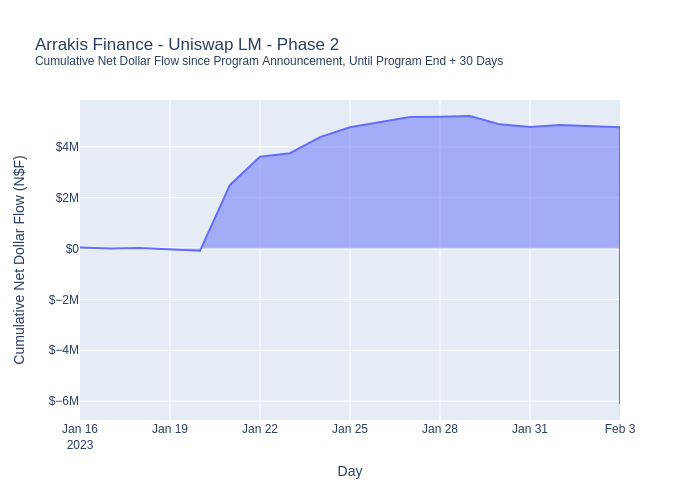 Arrakis Finance - Uniswap LM - Phase 2
Cumulative Net Dollar Flow since Program Announcement, Until Program End + 30 Days
Cumulative Net Dollar Flow (N$F)
$4M
$2M
$0
$−2M
$−4M
$−6M
Jan 16
2023
Jan 19
Jan 22
Jan 25
Jan 28
Jan 31
Feb 3
Day